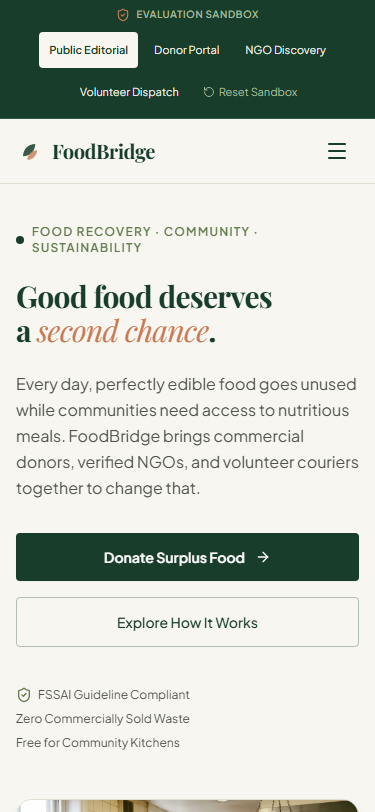 EVALUATION SANDBOX
Public Editorial
Donor Portal
NGO Discovery
Volunteer Dispatch
Reset Sandbox
FoodBridge
FOOD RECOVERY · COMMUNITY ·
SUSTAINABILITY
Good food deserves
a second chance.
Every day, perfectly edible food goes unused
while communities need access to nutritious
meals. FoodBridge brings commercial
donors, verified NGOs, and volunteer couriers
together to change that.
Donate Surplus Food
Explore How It Works
FSSAI Guideline Compliant
Zero Commercially Sold Waste
Free for Community Kitchens